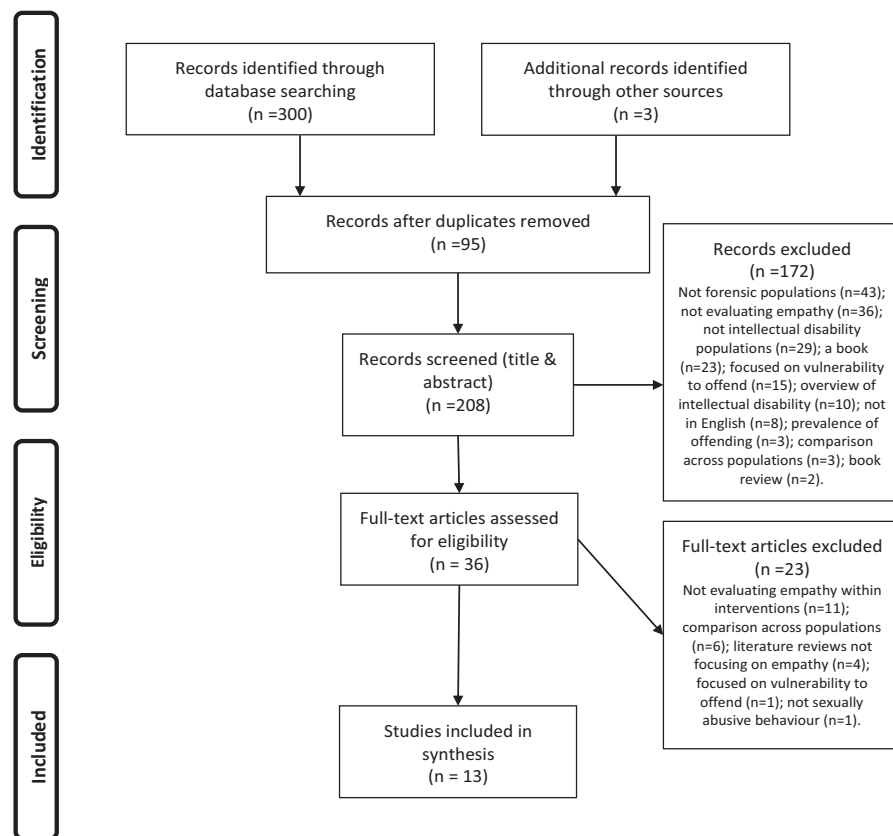 Identification
Records identified through
database searching
(n =300)
Additional records identified
through other sources
(n =3)
Records after duplicates removed
(n =95)
Screening
Records excluded
(n =172)
Not forensic populations (n=43);
not evaluating empathy (n=36);
not intellectual disability
populations (n=29); a book
(n=23); focused on vulnerability
to offend (n=15); overview of
intellectual disability (n=10); not
in English (n=8); prevalence of
offending (n=3); comparison
across populations (n=3); book
review (n=2).
Records screened (title &
abstract)
(n =208)
Eligibility
Full-text articles assessed
for eligibility
(n = 36)
Full-text articles excluded
(n =23)
Not evaluating empathy within
interventions (n=11);
comparison across populations
(n=6); literature reviews not
focusing on empathy (n=4);
focused on vulnerability to
offend (n=1); not sexually
abusive behaviour (n=1).
Included
Studies included in
synthesis
(n = 13)